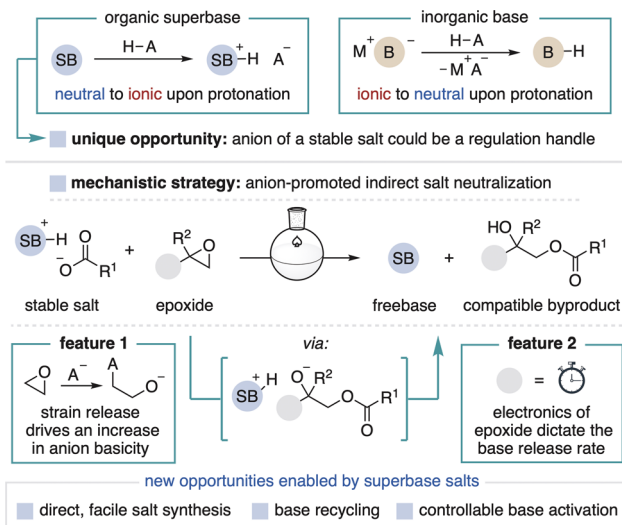 organic superbase
inorganic base
SB
H–A
SB
+
–H
A
–
M
+
B
–
H–A
– M
+
A
–
B
–H
neutral to ionic upon protonation
ionic to neutral upon protonation
unique opportunity: anion of a stable salt could be a regulation handle
mechanistic strategy: anion-promoted indirect salt neutralization
SB
+
–H
O
–
O
R1
+
R2
O
SB
+
HO
R2
O
R1
O
stable salt
epoxide
freebase
compatible byproduct
feature 1
via:
feature 2
O
A–
A
O–
SB
+
H
O–
R2
O
R1
O
=
strain release
drives an increase
in anion basicity
electronics of
epoxide dictate the
base release rate
new opportunities enabled by superbase salts
direct, facile salt synthesis
base recycling
controllable base activation